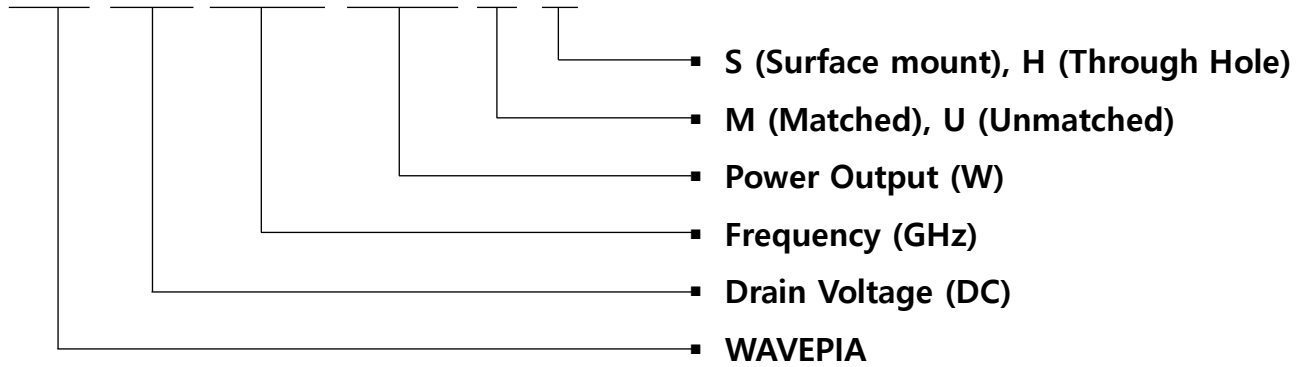 ▪ S (Surface mount), H (Through Hole)
▪ M (Matched), U (Unmatched)
▪ Power Output (W)
▪ Frequency (GHz)
▪ Drain Voltage (DC)
▪ WAVEPIA